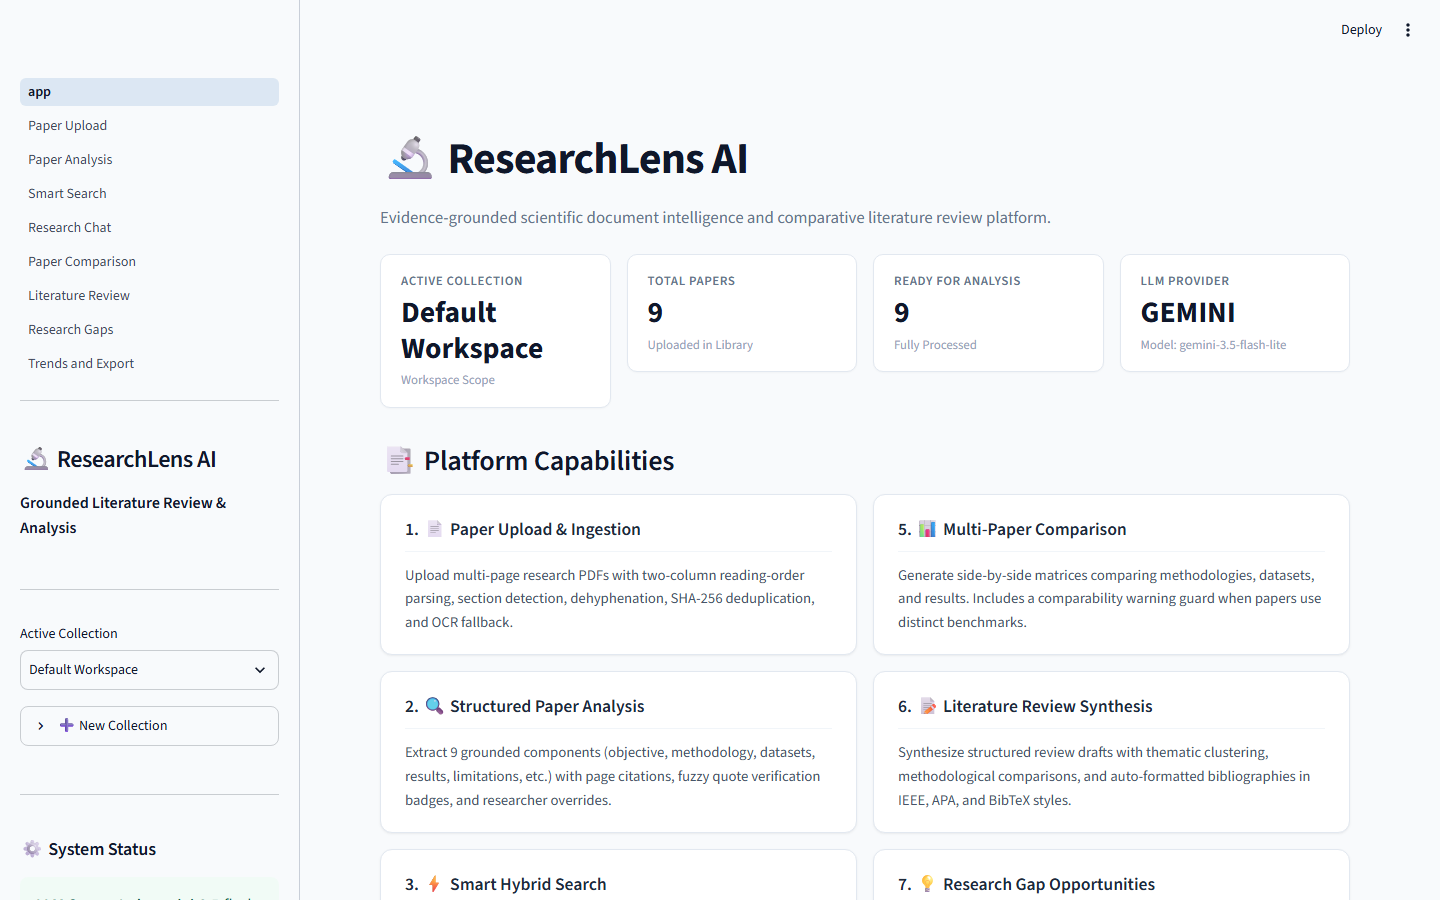 app
Paper Upload
Paper Analysis
Smart Search
Research Chat
Paper Comparison
Literature Review
Research Gaps
Trends and Export
ResearchLens AI
Grounded Literature Review &
Analysis
Active Collection
Default Workspace
New Collection
System Status
Deploy
ResearchLens AI
Evidence-grounded scientific document intelligence and comparative literature review platform.
ACTIVE COLLECTION
Default
Workspace
Workspace Scope
TOTAL PAPERS
9
Uploaded in Library
READY FOR ANALYSIS
9
Fully Processed
LLM PROVIDER
GEMINI
Model: gemini-3.5-flash-lite
Platform Capabilities
1. Paper Upload & Ingestion
Upload multi-page research PDFs with two-column reading-order
parsing, section detection, dehyphenation, SHA-256 deduplication,
and OCR fallback.
5. Multi-Paper Comparison
Generate side-by-side matrices comparing methodologies, datasets,
and results. Includes a comparability warning guard when papers use
distinct benchmarks.
2. Structured Paper Analysis
Extract 9 grounded components (objective, methodology, datasets,
results, limitations, etc.) with page citations, fuzzy quote verification
badges, and researcher overrides.
6. Literature Review Synthesis
Synthesize structured review drafts with thematic clustering,
methodological comparisons, and auto-formatted bibliographies in
IEEE, APA, and BibTeX styles.
3. Smart Hybrid Search
7. Research Gap Opportunities